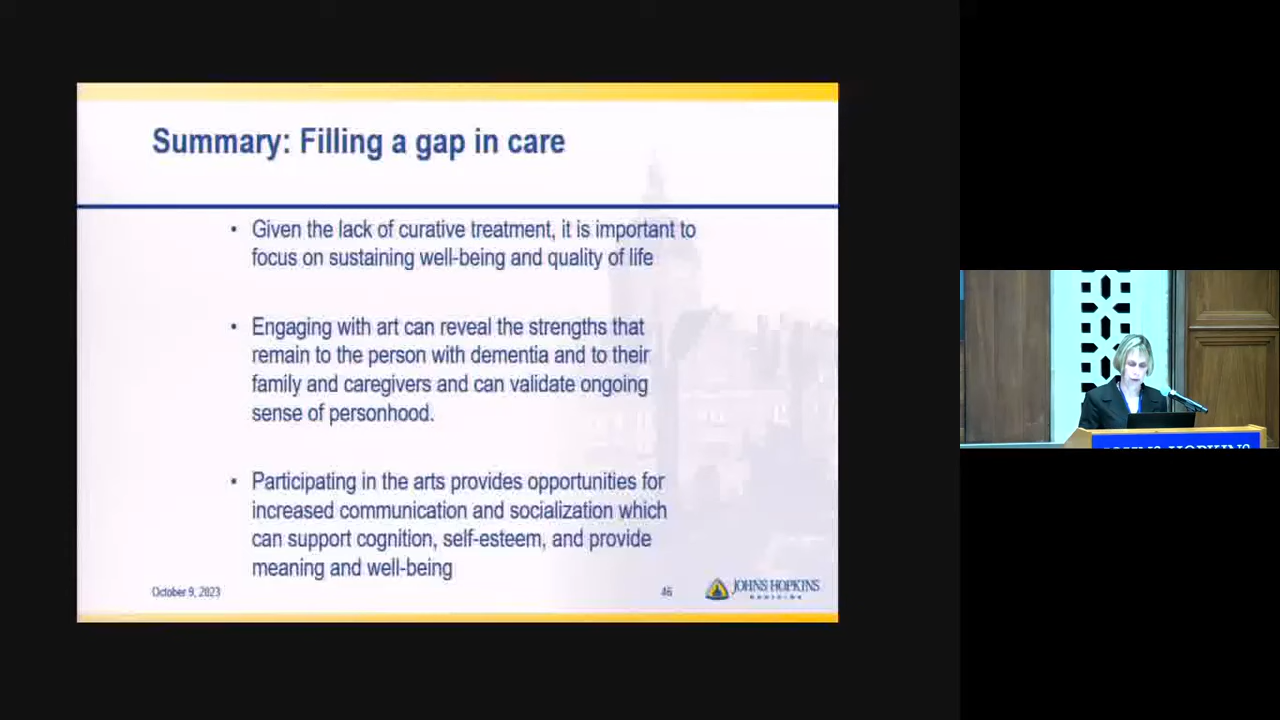 Summary: Filling a gap in care
• Given the lack of curative treatment, it is important to
focus on sustaining well-being and quality of life
• Engaging with art can reveal the strengths that
remain to the person with dementia and to their
family and caregivers and can validate ongoing
sense of personhood.
• Participating in the arts provides opportunities for
increased communication and socialization which
can support cognition, self-esteem, and provide
meaning and well-being
October 9, 2023
46
JOHNS HOPKINS
MEDICINE
JOHNS HOPKINS